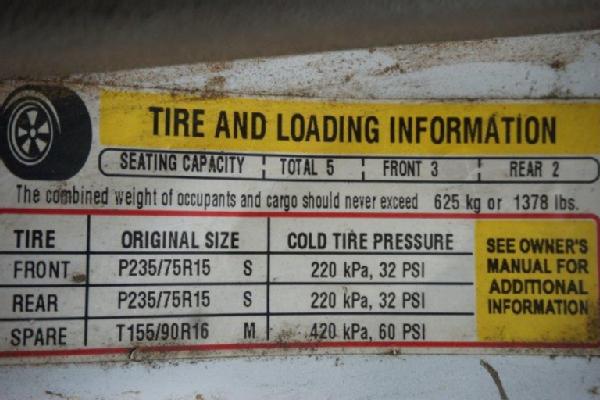 TIRE AND LOADING INFORMATION
SEATING CAPACITY TOTAL 5 FRONT 3 REAR 2
The combined weight of occupants and cargo should never exceed 625 kg or 1378 lbs.
TIRE ORIGINAL SIZE COLD TIRE PRESSURE
FRONT P235/75R15 S 220 kPa, 32 PSI
REAR P235/75R15 S 220 kPa, 32 PSI
SPARE T155/90R16 M 420 kPa, 60 PSI
SEE OWNER'S
MANUAL FOR
ADDITIONAL
INFORMATION